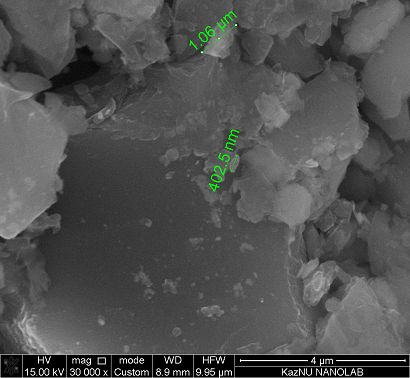 1.06 µm
402.5 nm
HV mag □ mode WD HFW 4 µm
15.00 kV 30 000 x Custom 8.9 mm 9.95 µm KazNU NANOLAB